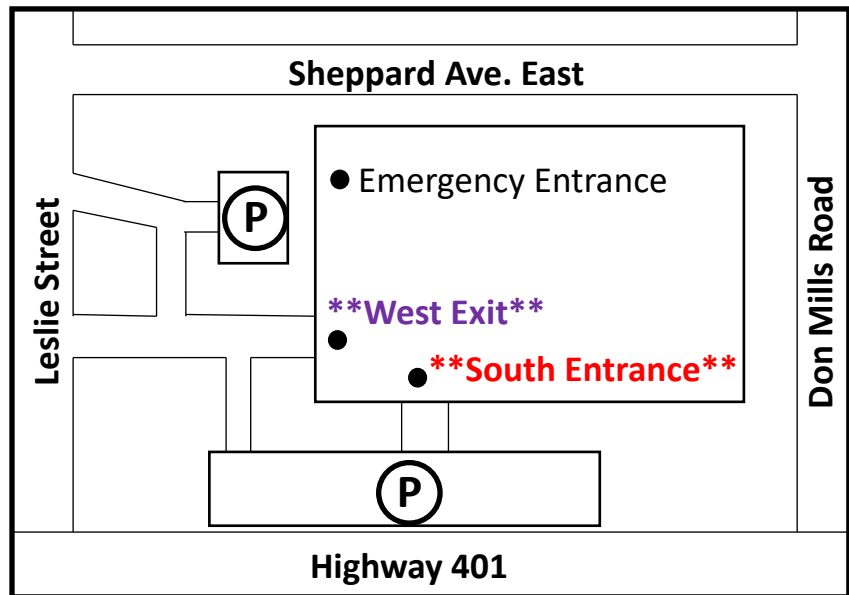 Sheppard Ave. East
Emergency Entrance
P
Leslie Street
Don Mills Road
**West Exit**
**South Entrance**
P
Highway 401